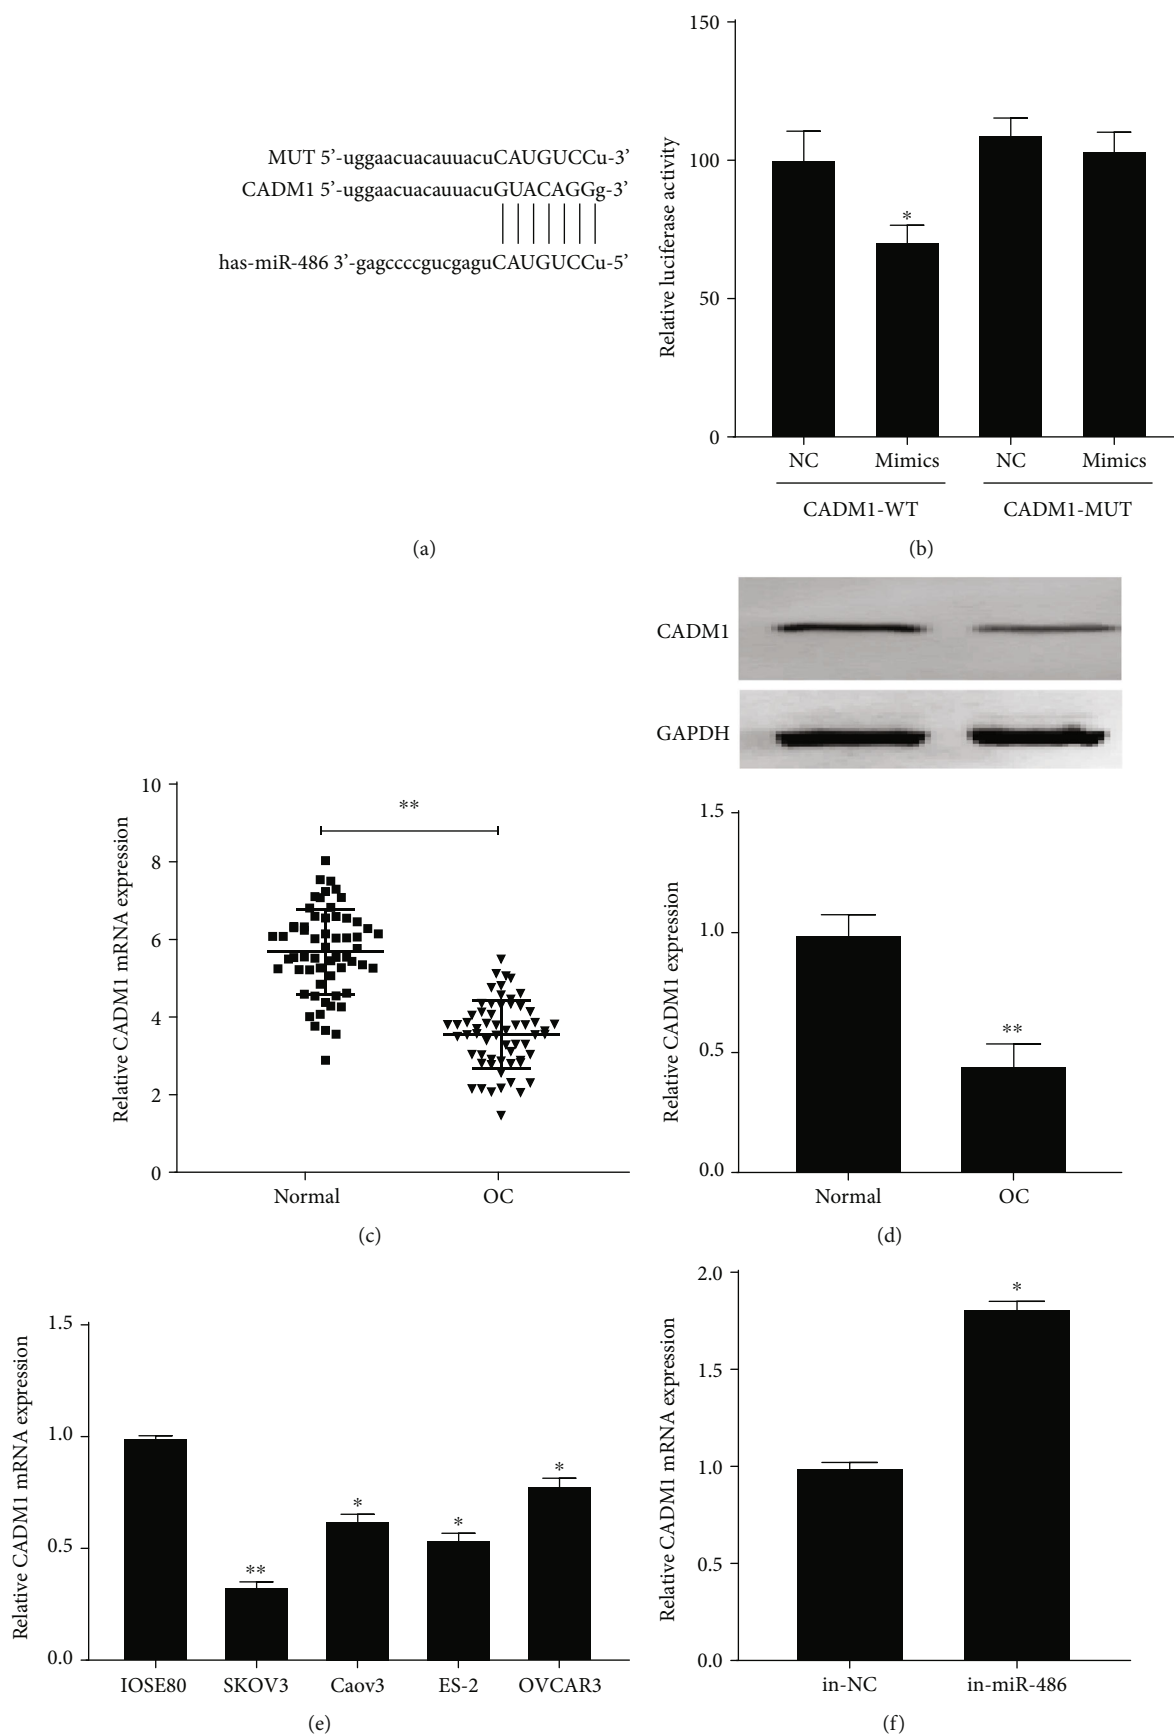 MUT 5’-uggaacuacauuacuCAUGUCCu-3’
CADM1 5’-uggaacuacauuacuGUACAGGg-3’
has-miR-486 3’-gagccccgucgaguCAUGUCCu-5’
(a)
Relative luciferase activity
150
100
50
0
*
NC Mimics NC Mimics
CADM1-WT CADM1-MUT
(b)
Relative CADM1 mRNA expression
10
8
6
4
2
0
**
Normal OC
(c)
CADM1
GAPDH
Relative CADM1 expression
1.5
1.0
0.5
0.0
**
Normal OC
(d)
Relative CADM1 mRNA expression
1.5
1.0
0.5
0.0
**
*
*
*
IOSE80 SKOV3 Caov3 ES-2 OVCAR3
(e)
Relative CADM1 mRNA expression
2.0
1.5
1.0
0.5
0.0
*
in-NC in-miR-486
(f)